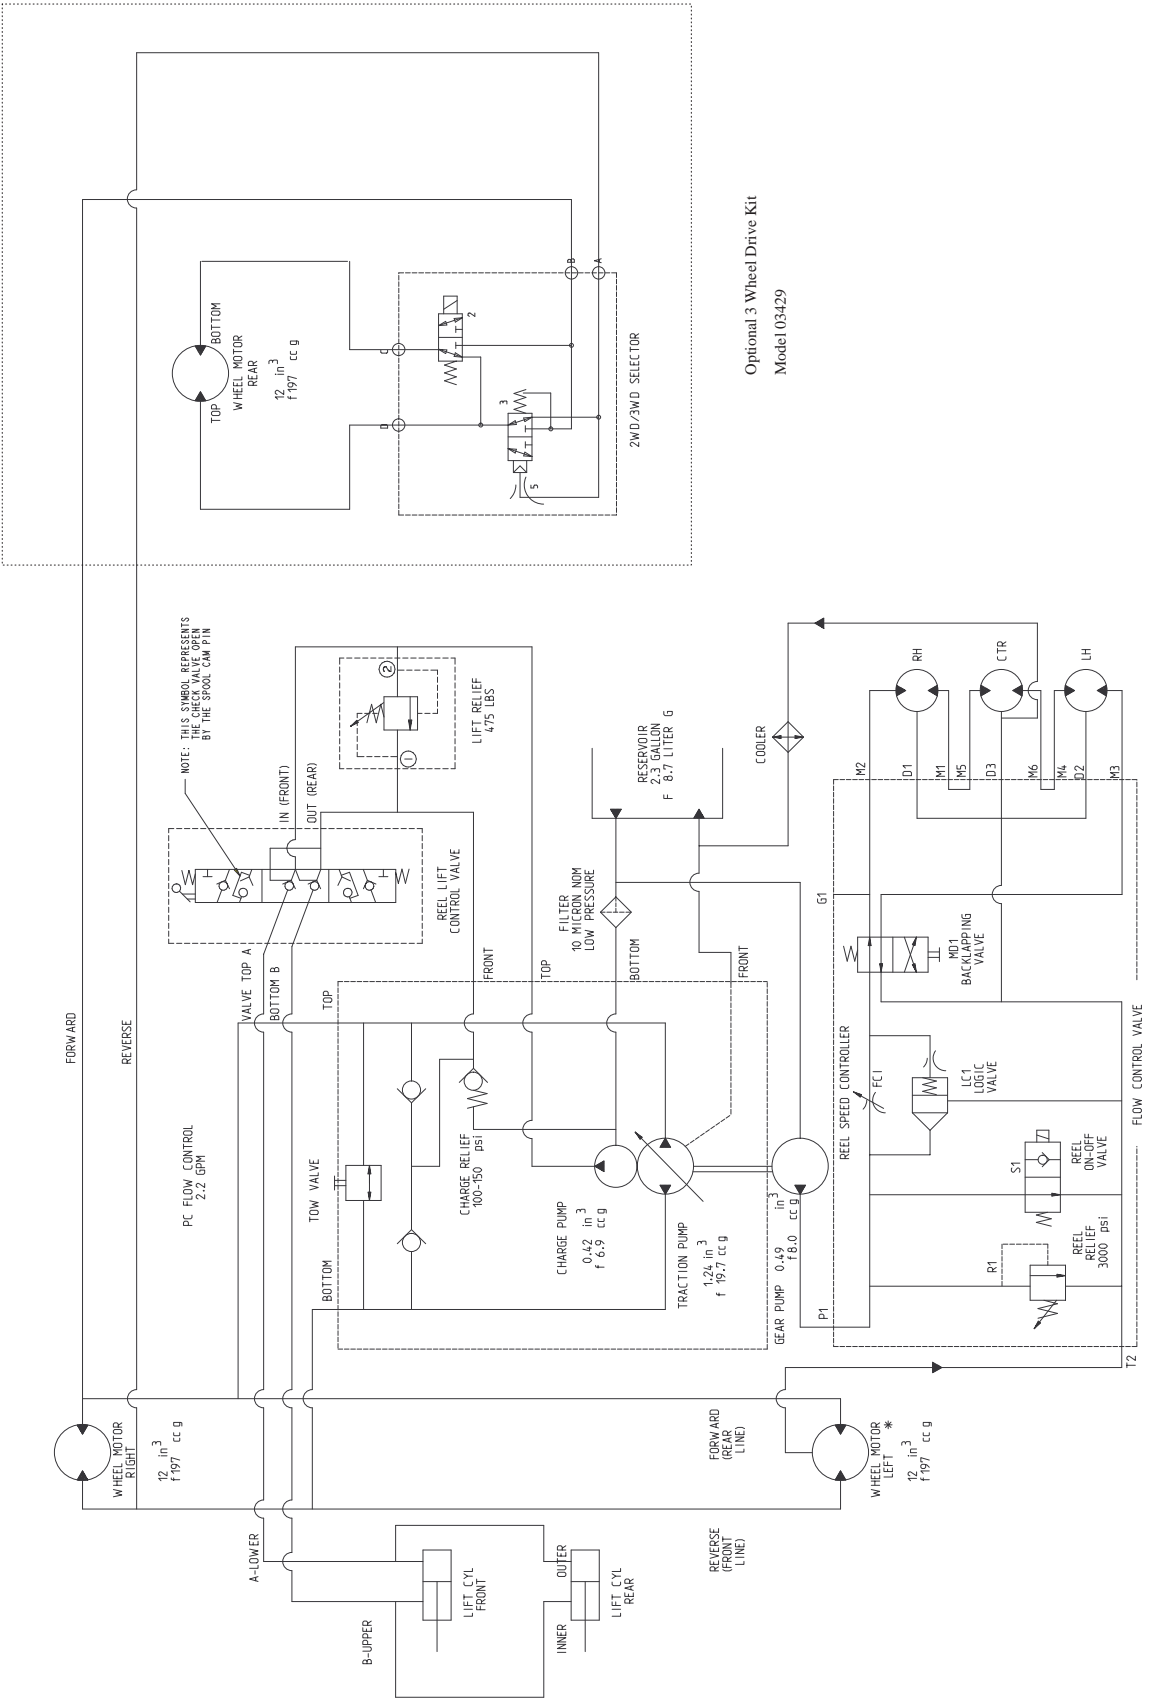 FORWARD
REVERSE
WHEEL MOTOR
REAR
12 in³
f197 cc g
TOP
BOTTOM
D
C
B
A
2
3
5
2WD/3WD SELECTOR
Optional 3 Wheel Drive Kit
Model 03429
NOTE: THIS SYMBOL REPRESENTS
THE CHECK VALVE OPEN
BY THE SPOOL CAM PIN
IN (FRONT)
OUT (REAR)
REEL LIFT
CONTROL VALVE
VALVE TOP A
BOTTOM B
1
2
LIFT RELIEF
475 LBS
RESERVOIR
2.3 GALLON
F 8.7 LITER G
COOLER
FILTER
10 MICRON NOM
LOW PRESSURE
FRONT
TOP
BOTTOM
FRONT
TOP
BOTTOM
PC FLOW CONTROL
2.2 GPM
TOW VALVE
CHARGE RELIEF
100-150 psi
CHARGE PUMP
0.42 in³
f 6.9 cc g
TRACTION PUMP
1.24 in³
f 19.7 cc g
GEAR PUMP 0.49 in³
f8.0 cc g
RH
CTR
LH
M2
D1
M1
M5
D3
M6
M4
D2
M3
G1
MD1
BACKLAPPING
VALVE
REEL SPEED CONTROLLER
FC1
LC1
LOGIC
VALVE
FLOW CONTROL VALVE
S1
REEL
ON-OFF
VALVE
R1
REEL
RELIEF
3000 psi
P1
T2
WHEEL MOTOR
RIGHT
12 in³
f197 cc g
FORWARD
(REAR
LINE)
WHEEL MOTOR *
LEFT
12 in³
f197 cc g
REVERSE
(FRONT
LINE)
A-LOWER
B-UPPER
LIFT CYL
FRONT
OUTER
INNER
LIFT CYL
REAR